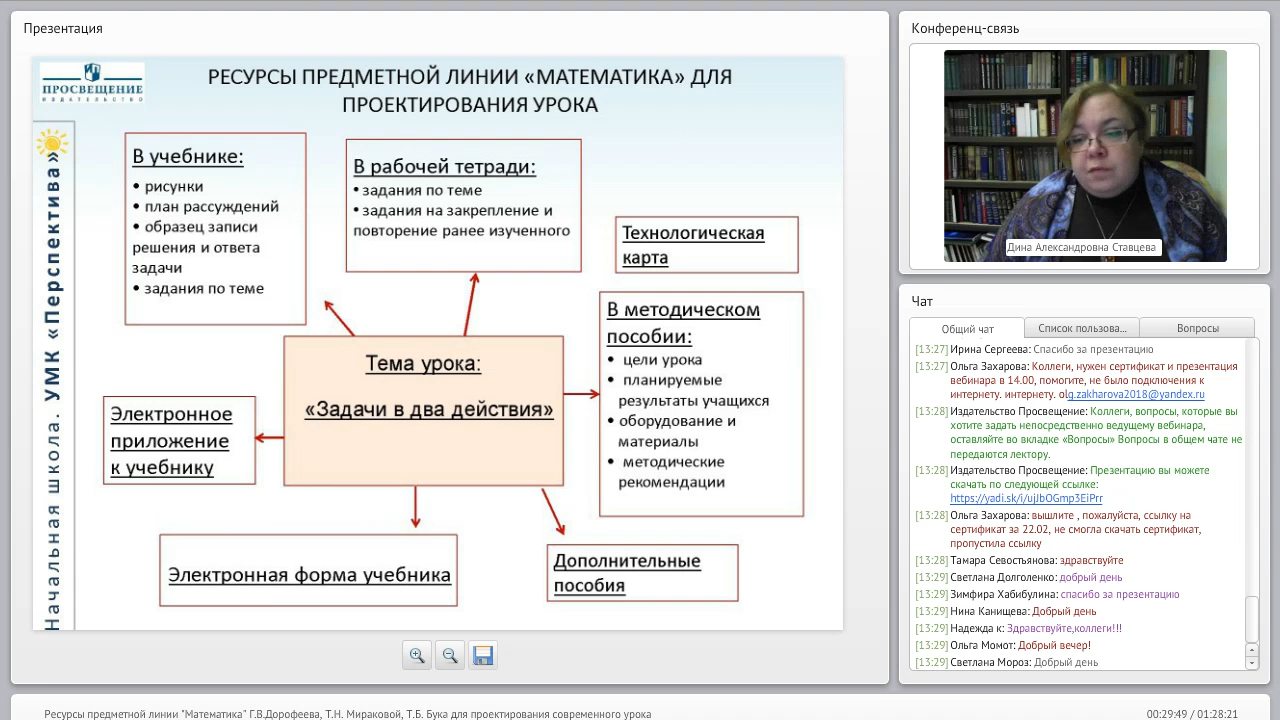 Презентация
ПРОСВЕЩЕНИЕ
ИЗДАТЕЛЬСТВО
РЕСУРСЫ ПРЕДМЕТНОЙ ЛИНИИ «МАТЕМАТИКА» ДЛЯ
ПРОЕКТИРОВАНИЯ УРОКА
Начальная школа. УМК «Перспектива»
В учебнике:
• рисунки
• план рассуждений
• образец записи
решения и ответа
задачи
• задания по теме
В рабочей тетради:
• задания по теме
• задания на закрепление и
повторение ранее изученного
Технологическая
карта
В методическом
пособии:
• цели урока
• планируемые
результаты учащихся
• оборудование и
материалы
• методические
рекомендации
Тема урока:
«Задачи в два действия»
Электронное
приложение
к учебнику
Электронная форма учебника
Дополнительные
пособия
Конференц-связь
Дина Александровна Ставцева
Чат
Общий чат
Список пользова...
Вопросы
[13:27] Ирина Сергеева: Спасибо за презентацию
[13:27] Ольга Захарова: Коллеги, нужен сертификат и презентация
вебинара в 14.00, помогите, не было подключения к
интернету. интернету. olg.zakharova2018@yandex.ru
[13:28] Издательство Просвещение: Коллеги, вопросы, которые вы
хотите задать непосредственно ведущему вебинара,
оставляйте во вкладке «Вопросы» Вопросы в общем чате не
передаются лектору.
[13:28] Издательство Просвещение: Презентацию вы можете
скачать по следующей ссылке:
https://yadi.sk/i/ujJbOGmp3EiPrr
[13:28] Ольга Захарова: вышлите , пожалуйста, ссылку на
сертификат за 22.02, не смогла скачать сертификат,
пропустила ссылку
[13:28] Тамара Севостьянова: здравствуйте
[13:29] Светлана Долголенко: добрый день
[13:29] Зимфира Хабибулина: спасибо за презентацию
[13:29] Нина Канищева: Добрый день
[13:29] Надежда к: Здравствуйте,коллеги!!!
[13:29] Ольга Момот: Добрый вечер!
[13:29] Светлана Мороз: Добрый день
Ресурсы предметной линии "Математика" Г.В.Дорофеева, Т.Н. Мираковой, Т.Б. Бука для проектирования современного урока
00:29:49 / 01:28:21